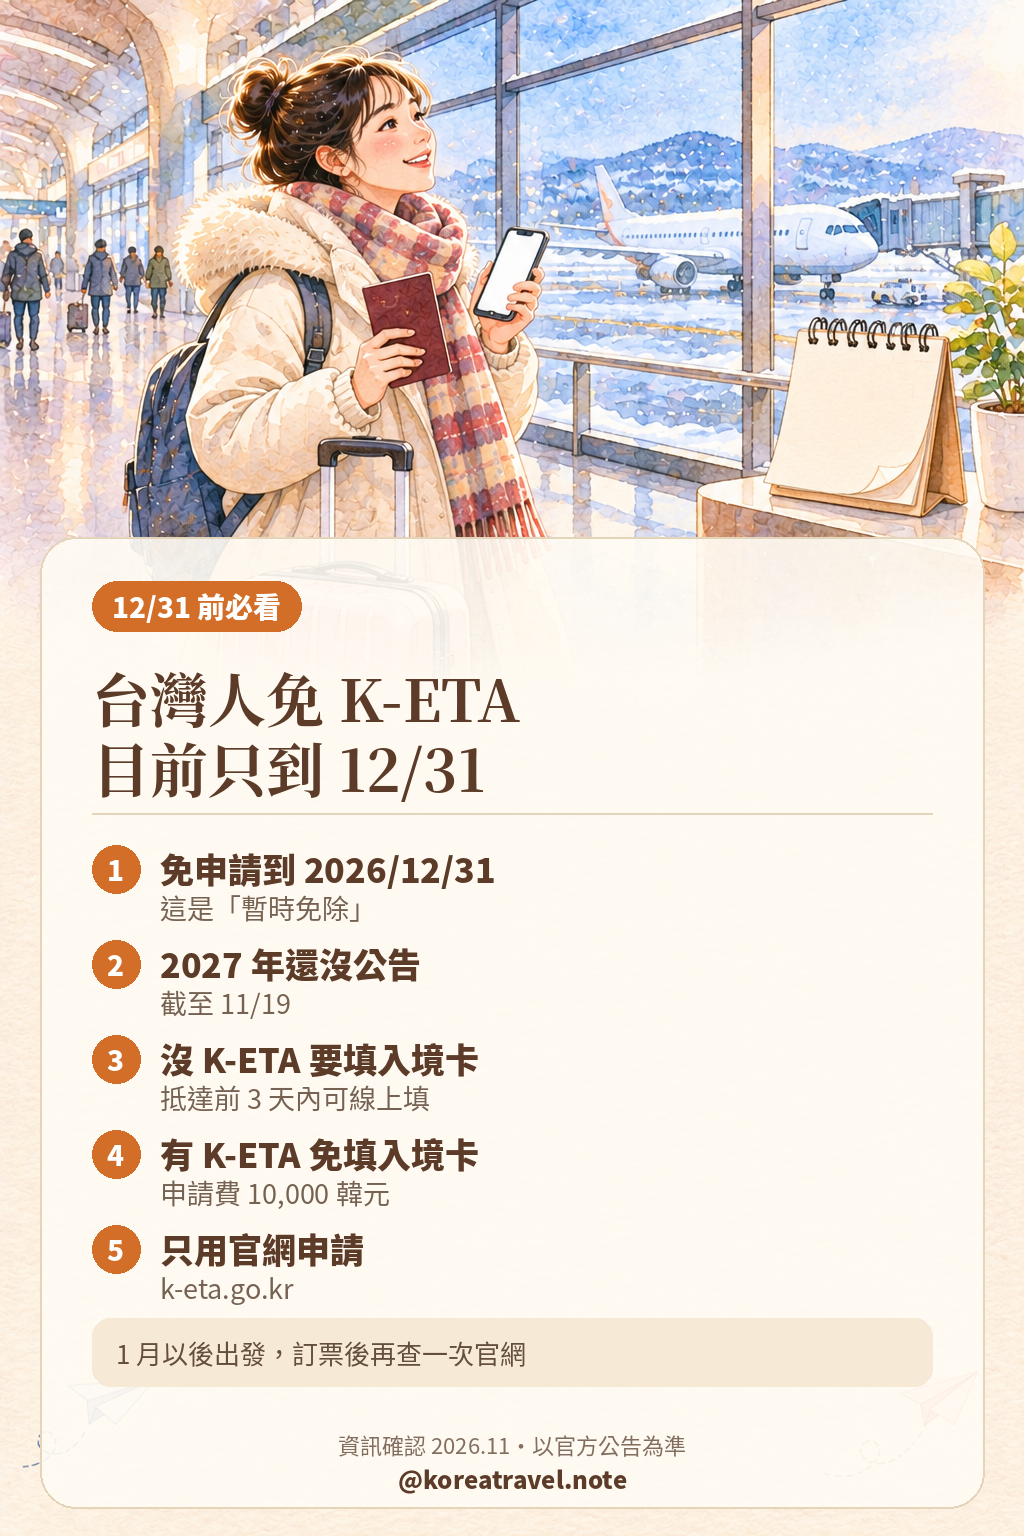 12/31 前必看
台灣人免 K-ETA
目前只到 12/31
1 免申請到 2026/12/31
這是「暫時免除」
2 2027 年還沒公告
截至 11/19
3 沒 K-ETA 要填入境卡
抵達前 3 天內可線上填
4 有 K-ETA 免填入境卡
申請費 10,000 韓元
5 只用官網申請
k-eta.go.kr
1 月以後出發，訂票後再查一次官網
資訊確認 2026.11・以官方公告為準
@koreatravel.note